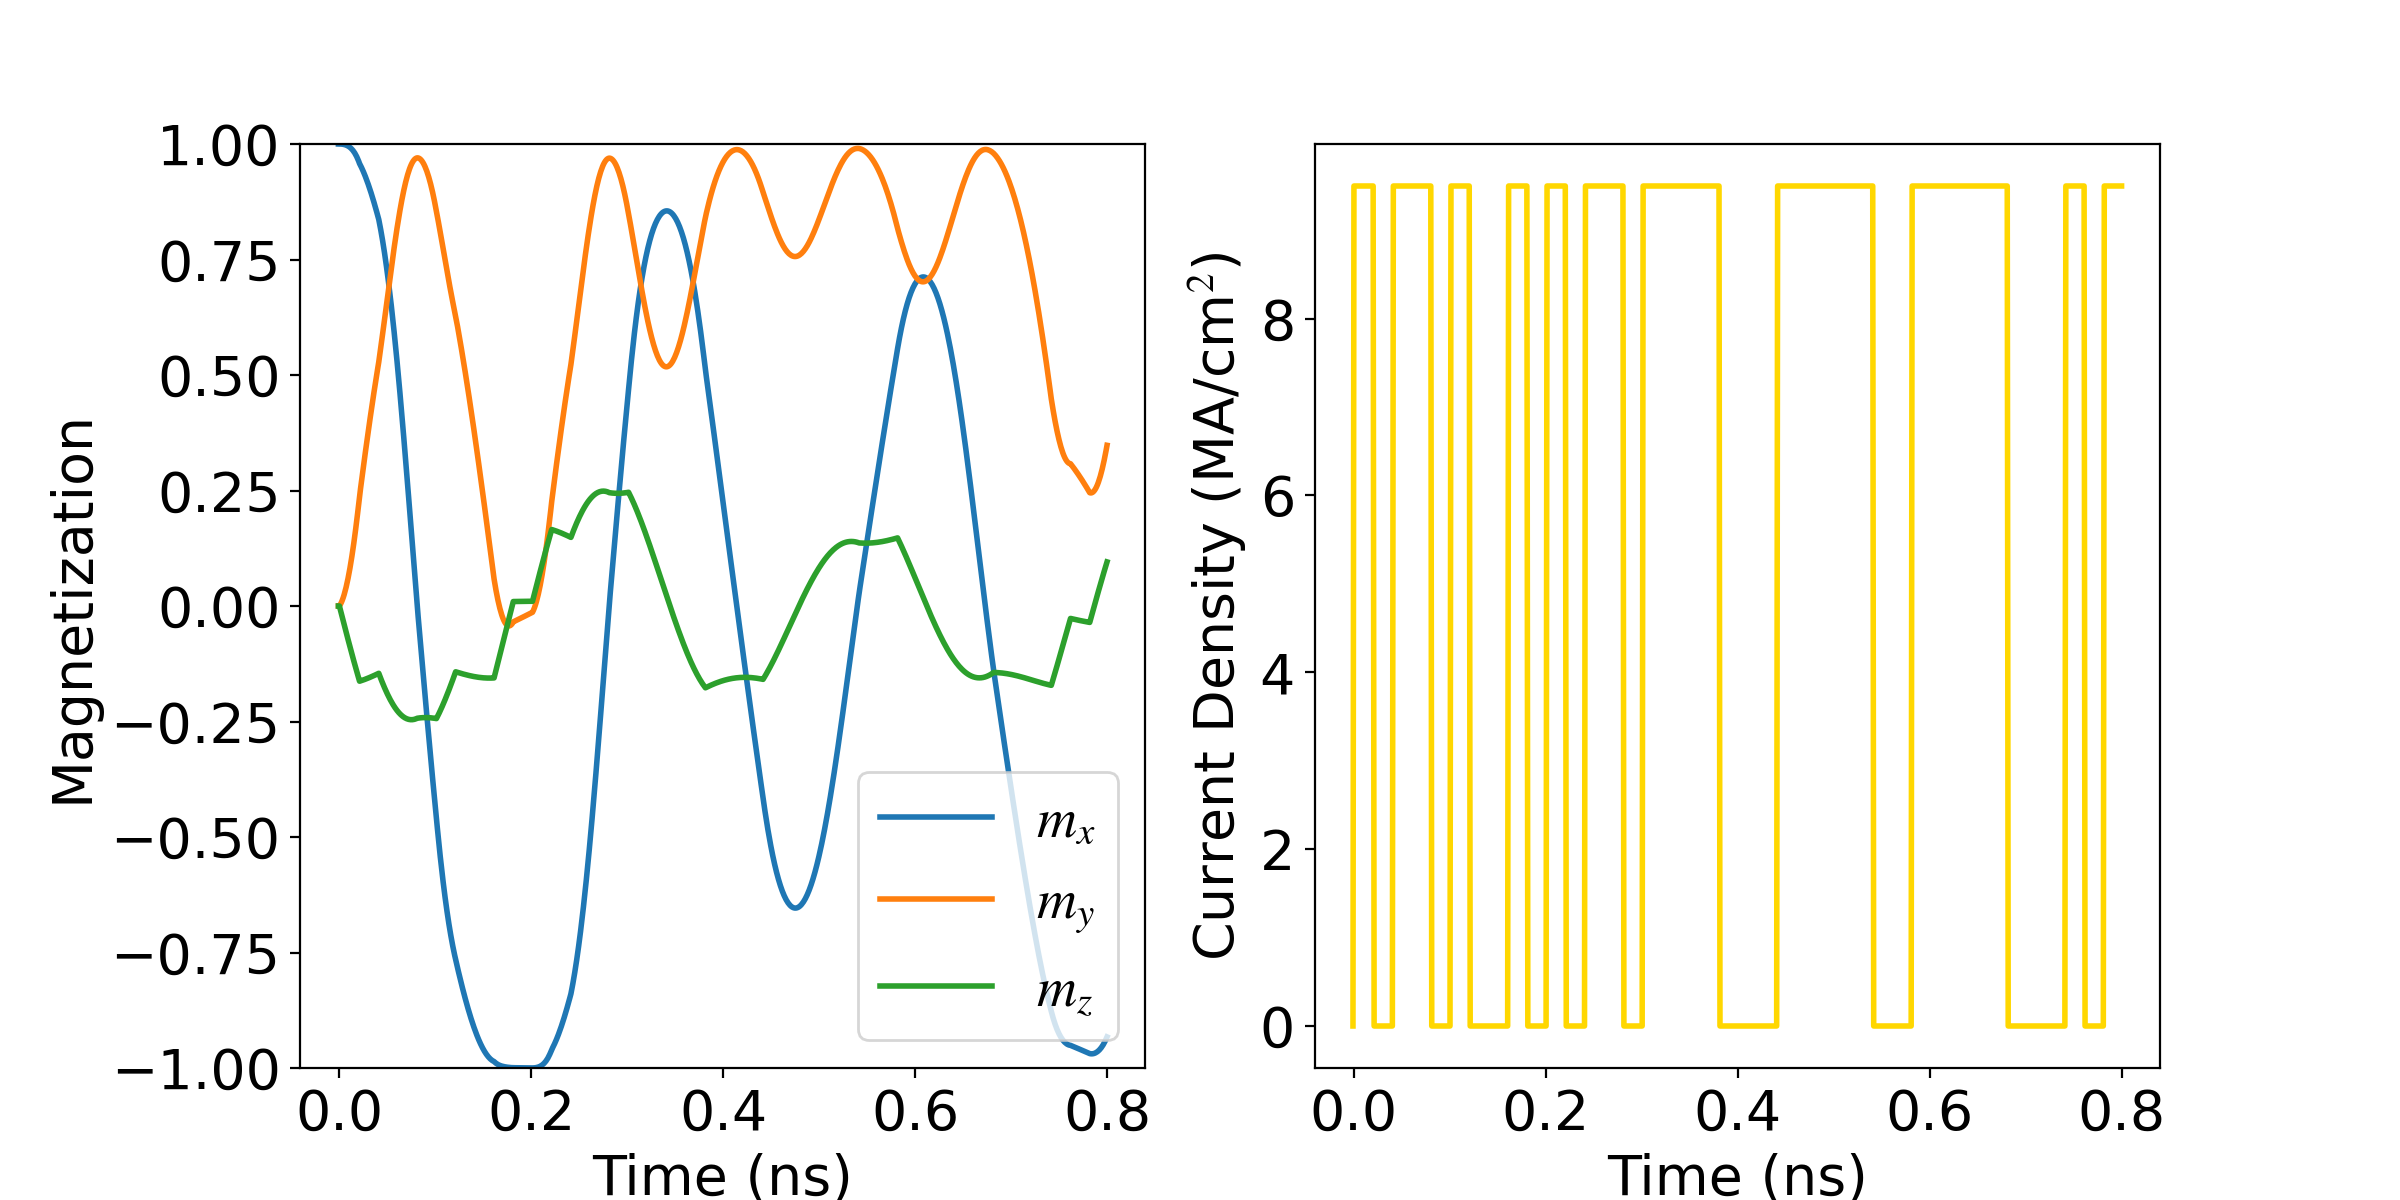 Magnetization
1.00
0.75
0.50
0.25
0.00
−0.25
−0.50
−0.75
−1.00
0.0 0.2 0.4 0.6 0.8
Time (ns)
m_x
m_y
m_z
Current Density (MA/cm²)
8
6
4
2
0
0.0 0.2 0.4 0.6 0.8
Time (ns)